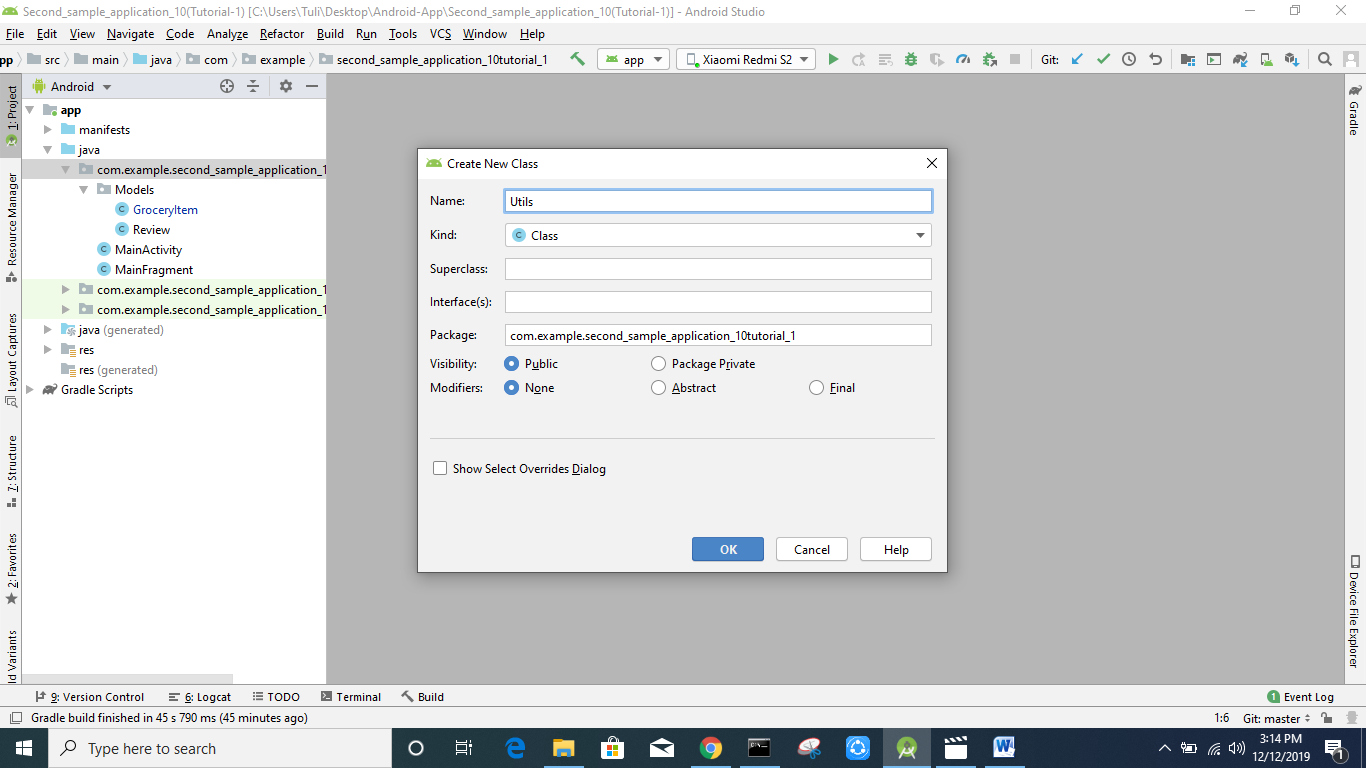 Second_sample_application_10(Tutorial-1) [C:\Users\Tuli\Desktop\Android-App\Second_sample_application_10(Tutorial-1)] - Android Studio
File Edit View Navigate Code Analyze Refactor Build Run Tools VCS Window Help
pp src main java com example second_sample_application_10tutorial_1 app Xiaomi Redmi S2 Git:
1: Project
Resource Manager
Layout Captures
7: Structure
2: Favorites
ld Variants
Android
app
manifests
java
com.example.second_sample_application_1
Models
GroceryItem
Review
MainActivity
MainFragment
com.example.second_sample_application_1
com.example.second_sample_application_1
java (generated)
res
res (generated)
Gradle Scripts
Create New Class
Name: Utils
Kind: C Class
Superclass:
Interface(s):
Package: com.example.second_sample_application_10tutorial_1
Visibility: Public Package Private
Modifiers: None Abstract Final
Show Select Overrides Dialog
OK Cancel Help
Gradle
Device File Explorer
9: Version Control 6: Logcat TODO Terminal Build 1 Event Log
Gradle build finished in 45 s 790 ms (45 minutes ago) 1:6 Git: master
Type here to search
3:14 PM
12/12/2019
1